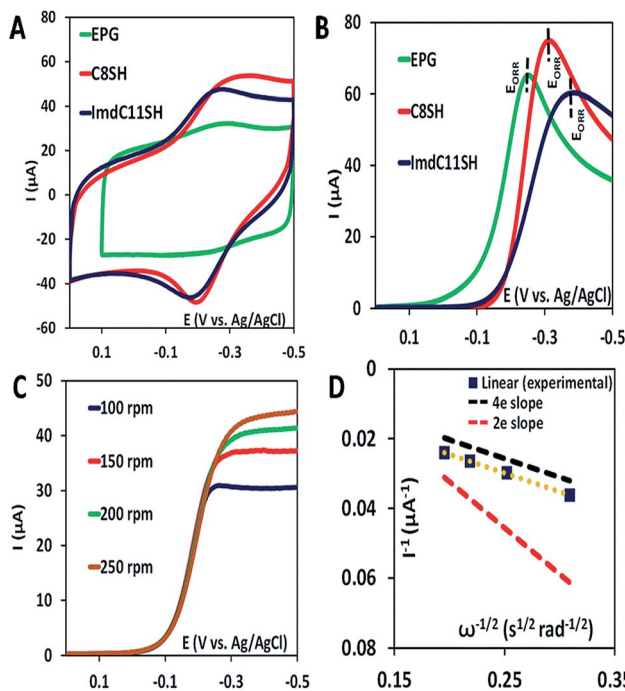 A
80
60
40
20
0
-20
-40
-60
I (µA)
EPG
C8SH
ImdC11SH
E (V vs. Ag/AgCl)
0.1 -0.1 -0.3 -0.5
B
80
60
40
20
0
I (µA)
EPG
C8SH
ImdC11SH
EORR
EORR
EORR
E (V vs. Ag/AgCl)
0.1 -0.1 -0.3 -0.5
C
50
40
30
20
10
0
I (µA)
100 rpm
150 rpm
200 rpm
250 rpm
E (V vs. Ag/AgCl)
0.1 -0.1 -0.3 -0.5
D
0
0.02
0.04
0.06
0.08
I-1 (µA-1)
Linear (experimental)
4e slope
2e slope
ω-1/2 (s1/2 rad-1/2)
0.15 0.25 0.35